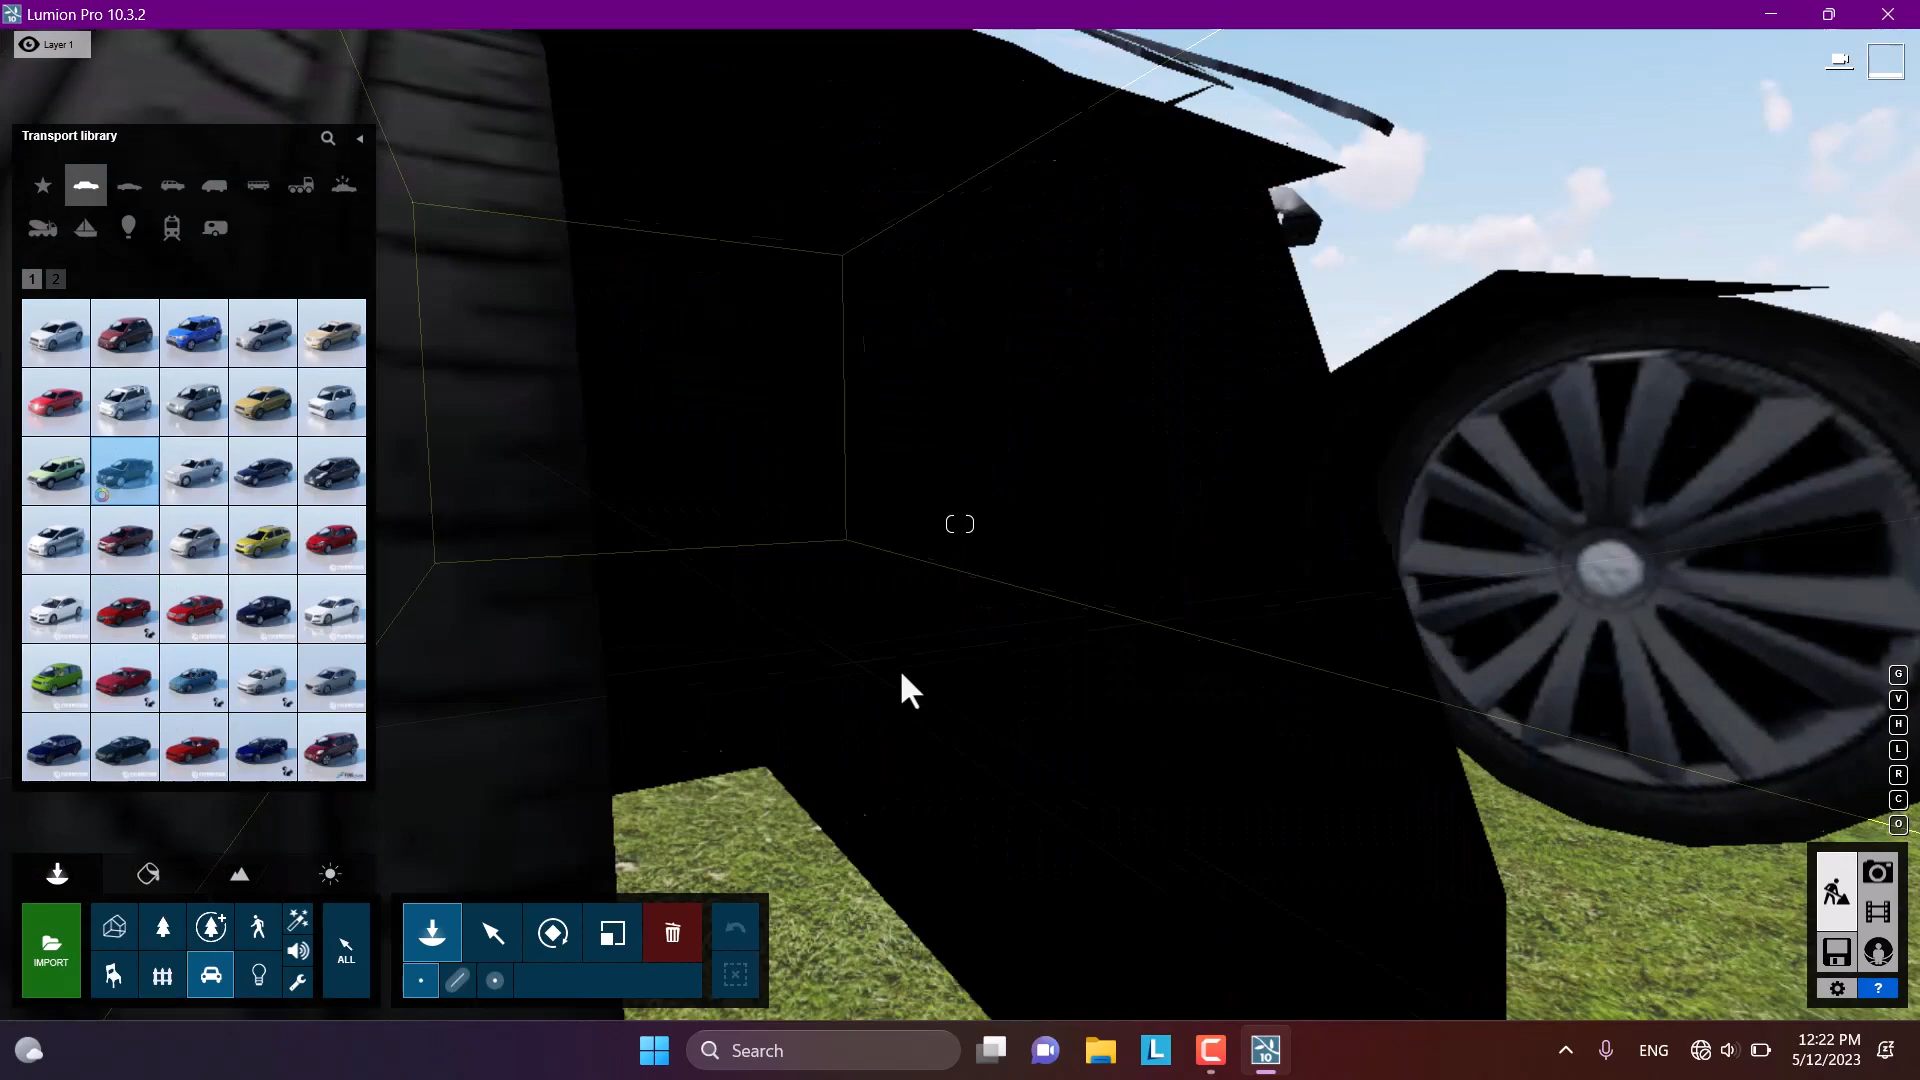 Lumion Pro 10.3.2
Layer 1
Transport library
1 2
G
V
H
L
R
C
O
IMPORT
ALL
?
Search
ENG
12:22 PM
5/12/2023
10